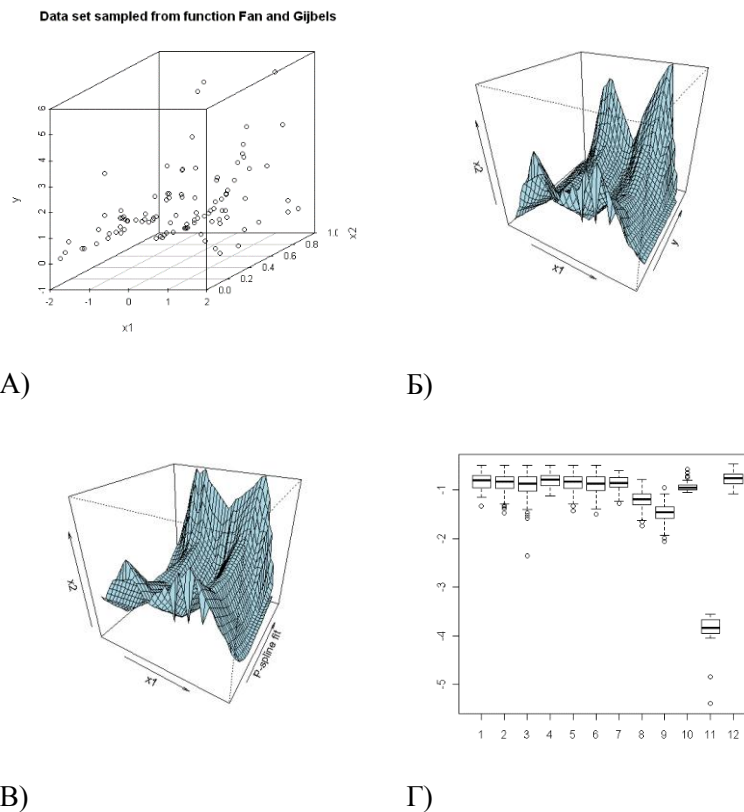 Data set sampled from function Fan and Gijbels
6
5
4
3
2
1
0
-1
y
-2
-1
0
1
2
x1
0.0
0.2
0.4
0.6
0.8
1.0
x2
x2
x1
y
А)
Б)
x2
x1
P-spline fit
-1
-2
-3
-4
-5
1 2 3 4 5 6 7 8 9 10 11 12
В)
Г)